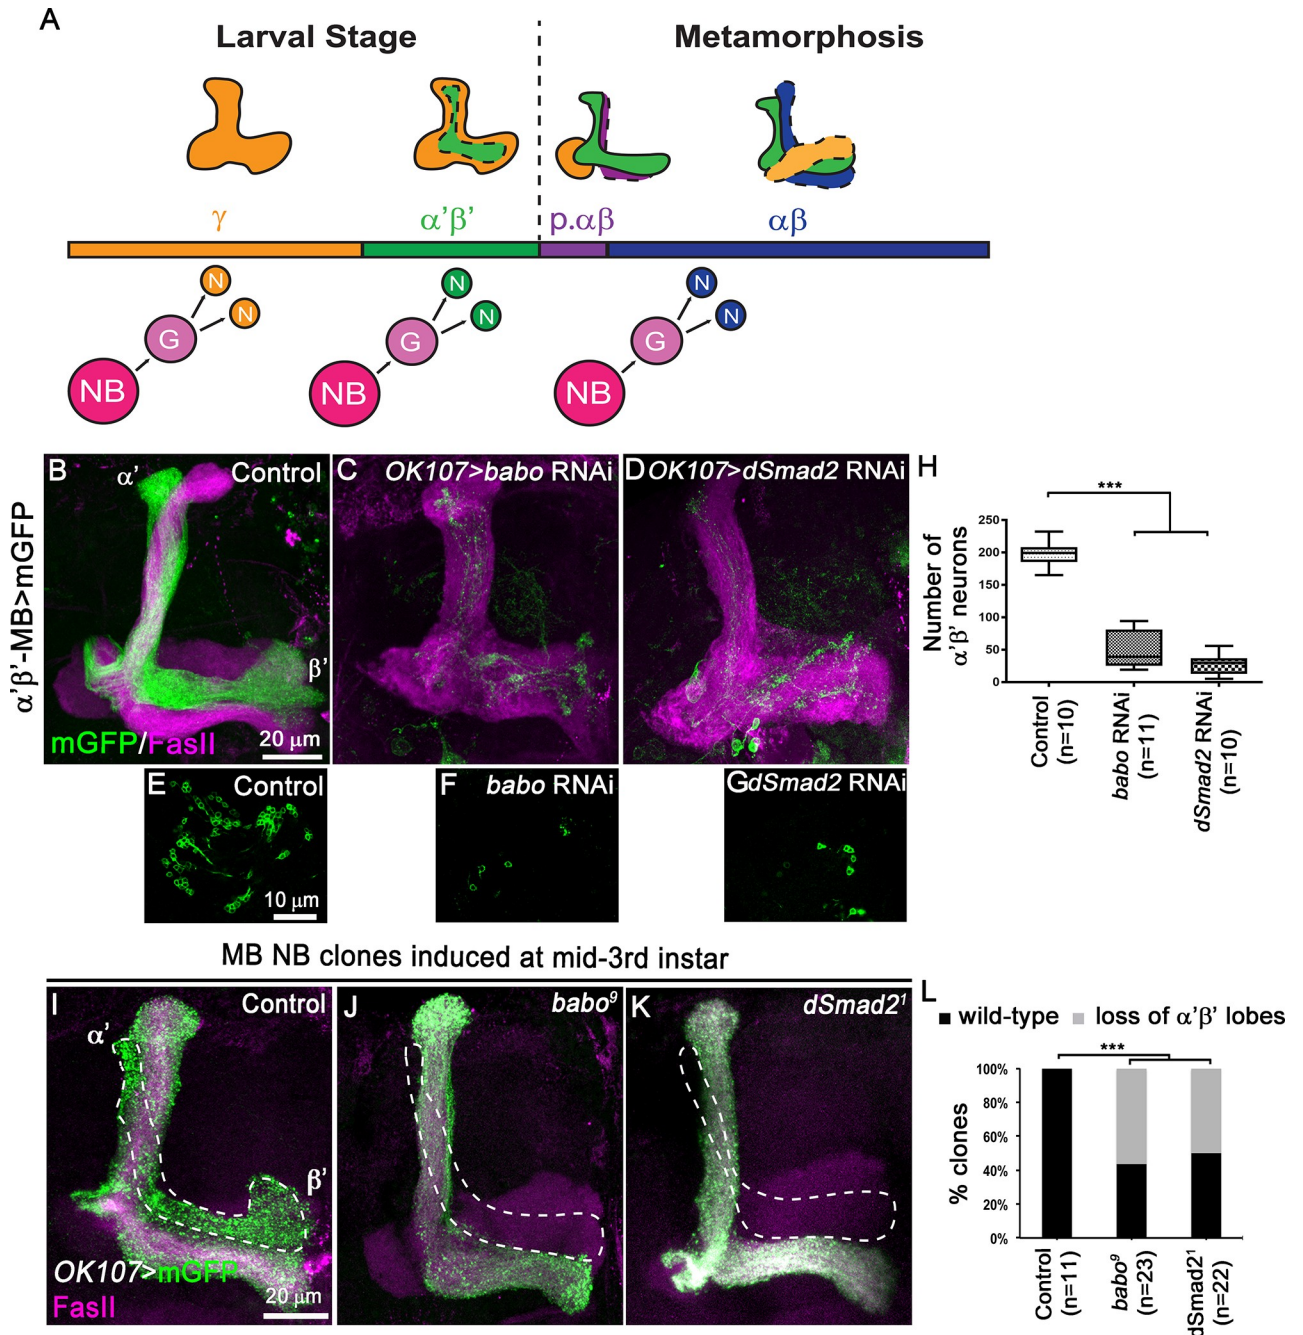 A
Larval Stage
Metamorphosis
γ
α’β’
p.αβ
αβ
N
N
G
NB
N
N
G
NB
N
N
G
NB
α’β’-MB>mGFP
B
Control
α’
β’
mGFP/FasII
20 μm
C
OK107>babo RNAi
D
OK107>dSmad2 RNAi
E
Control
10 μm
F
babo RNAi
G
dSmad2 RNAi
H
***
Number of
α’β’ neurons
250
200
150
100
50
0
Control
(n=10)
babo RNAi
(n=11)
dSmad2 RNAi
(n=10)
MB NB clones induced at mid-3rd instar
I
Control
α’
β’
OK107>mGFP
FasII
20 μm
J
babo⁹
K
dSmad2¹
L
wild-type
loss of α’β’ lobes
***
% clones
100%
80%
60%
40%
20%
0%
Control
(n=11)
babo⁹
(n=23)
dSmad2¹
(n=22)